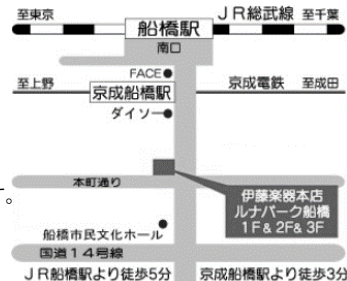 至東京
JR総武線 至千葉
船橋駅
南口
FACE
至上野
京成電鉄 至成田
京成船橋駅
ダイソー
本町通り
。
伊藤楽器本店
ルナパーク船橋
1F& 2F& 3F
船橋市民文化ホール
国道14号線
JR船橋駅より徒歩5分 京成船橋駅より徒歩3分